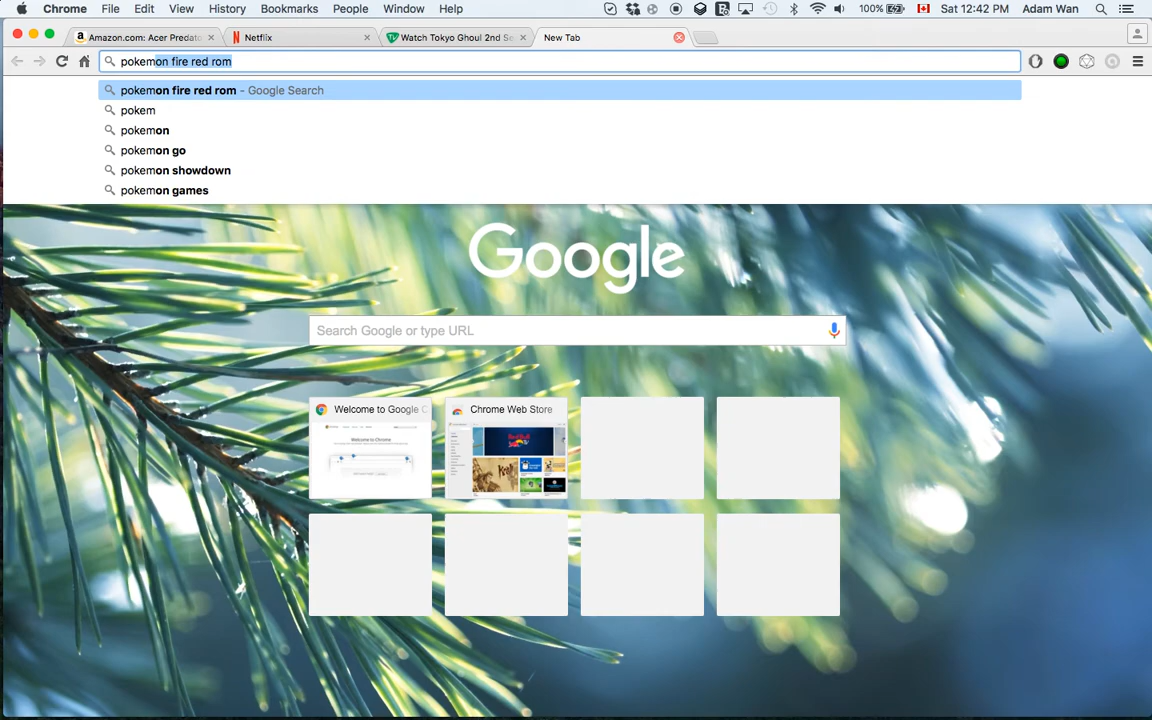 Chrome File Edit View History Bookmarks People Window Help 100% Sat 12:42 PM Adam Wan
Amazon.com: Acer Predato Netflix Watch Tokyo Ghoul 2nd Se New Tab
pokemon fire red rom
pokemon fire red rom - Google Search
pokem
pokemon
pokemon go
pokemon showdown
pokemon games
Google
Search Google or type URL
Welcome to Google C Chrome Web Store
Welcome to Chrome